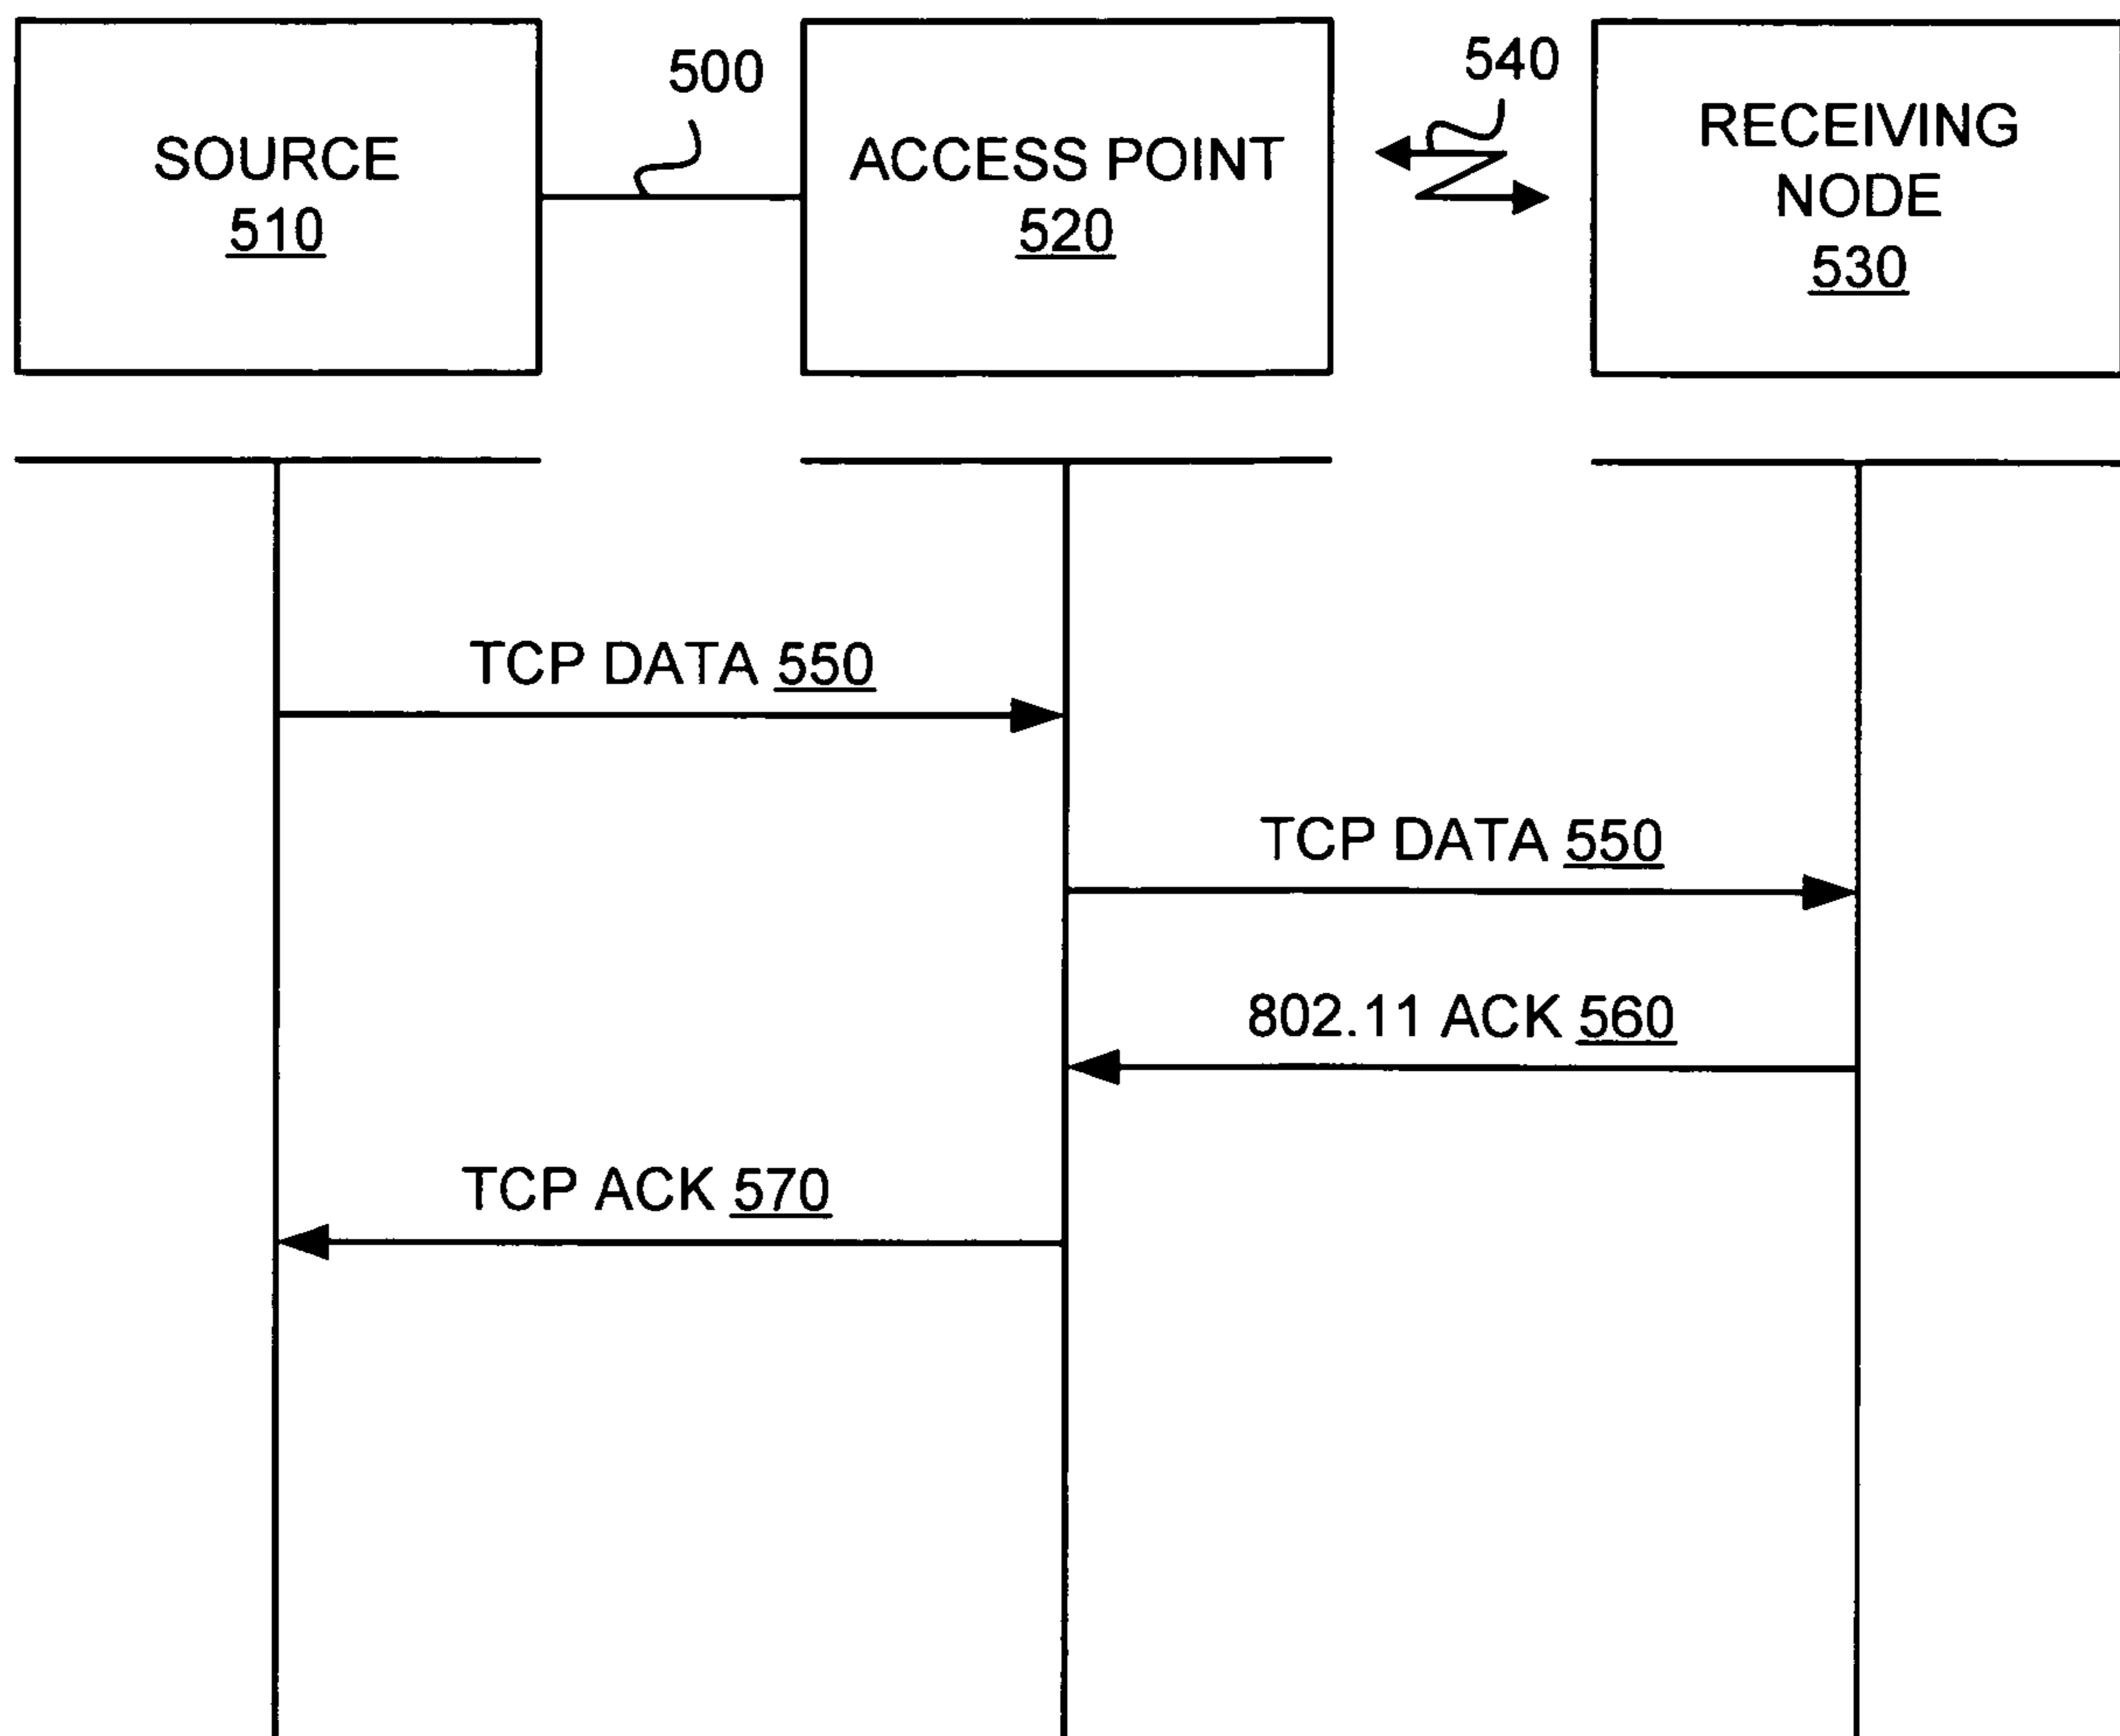 SOURCE
510
500
ACCESS POINT
520
540
RECEIVING
NODE
530
TCP DATA 550
TCP DATA 550
802.11 ACK 560
TCP ACK 570